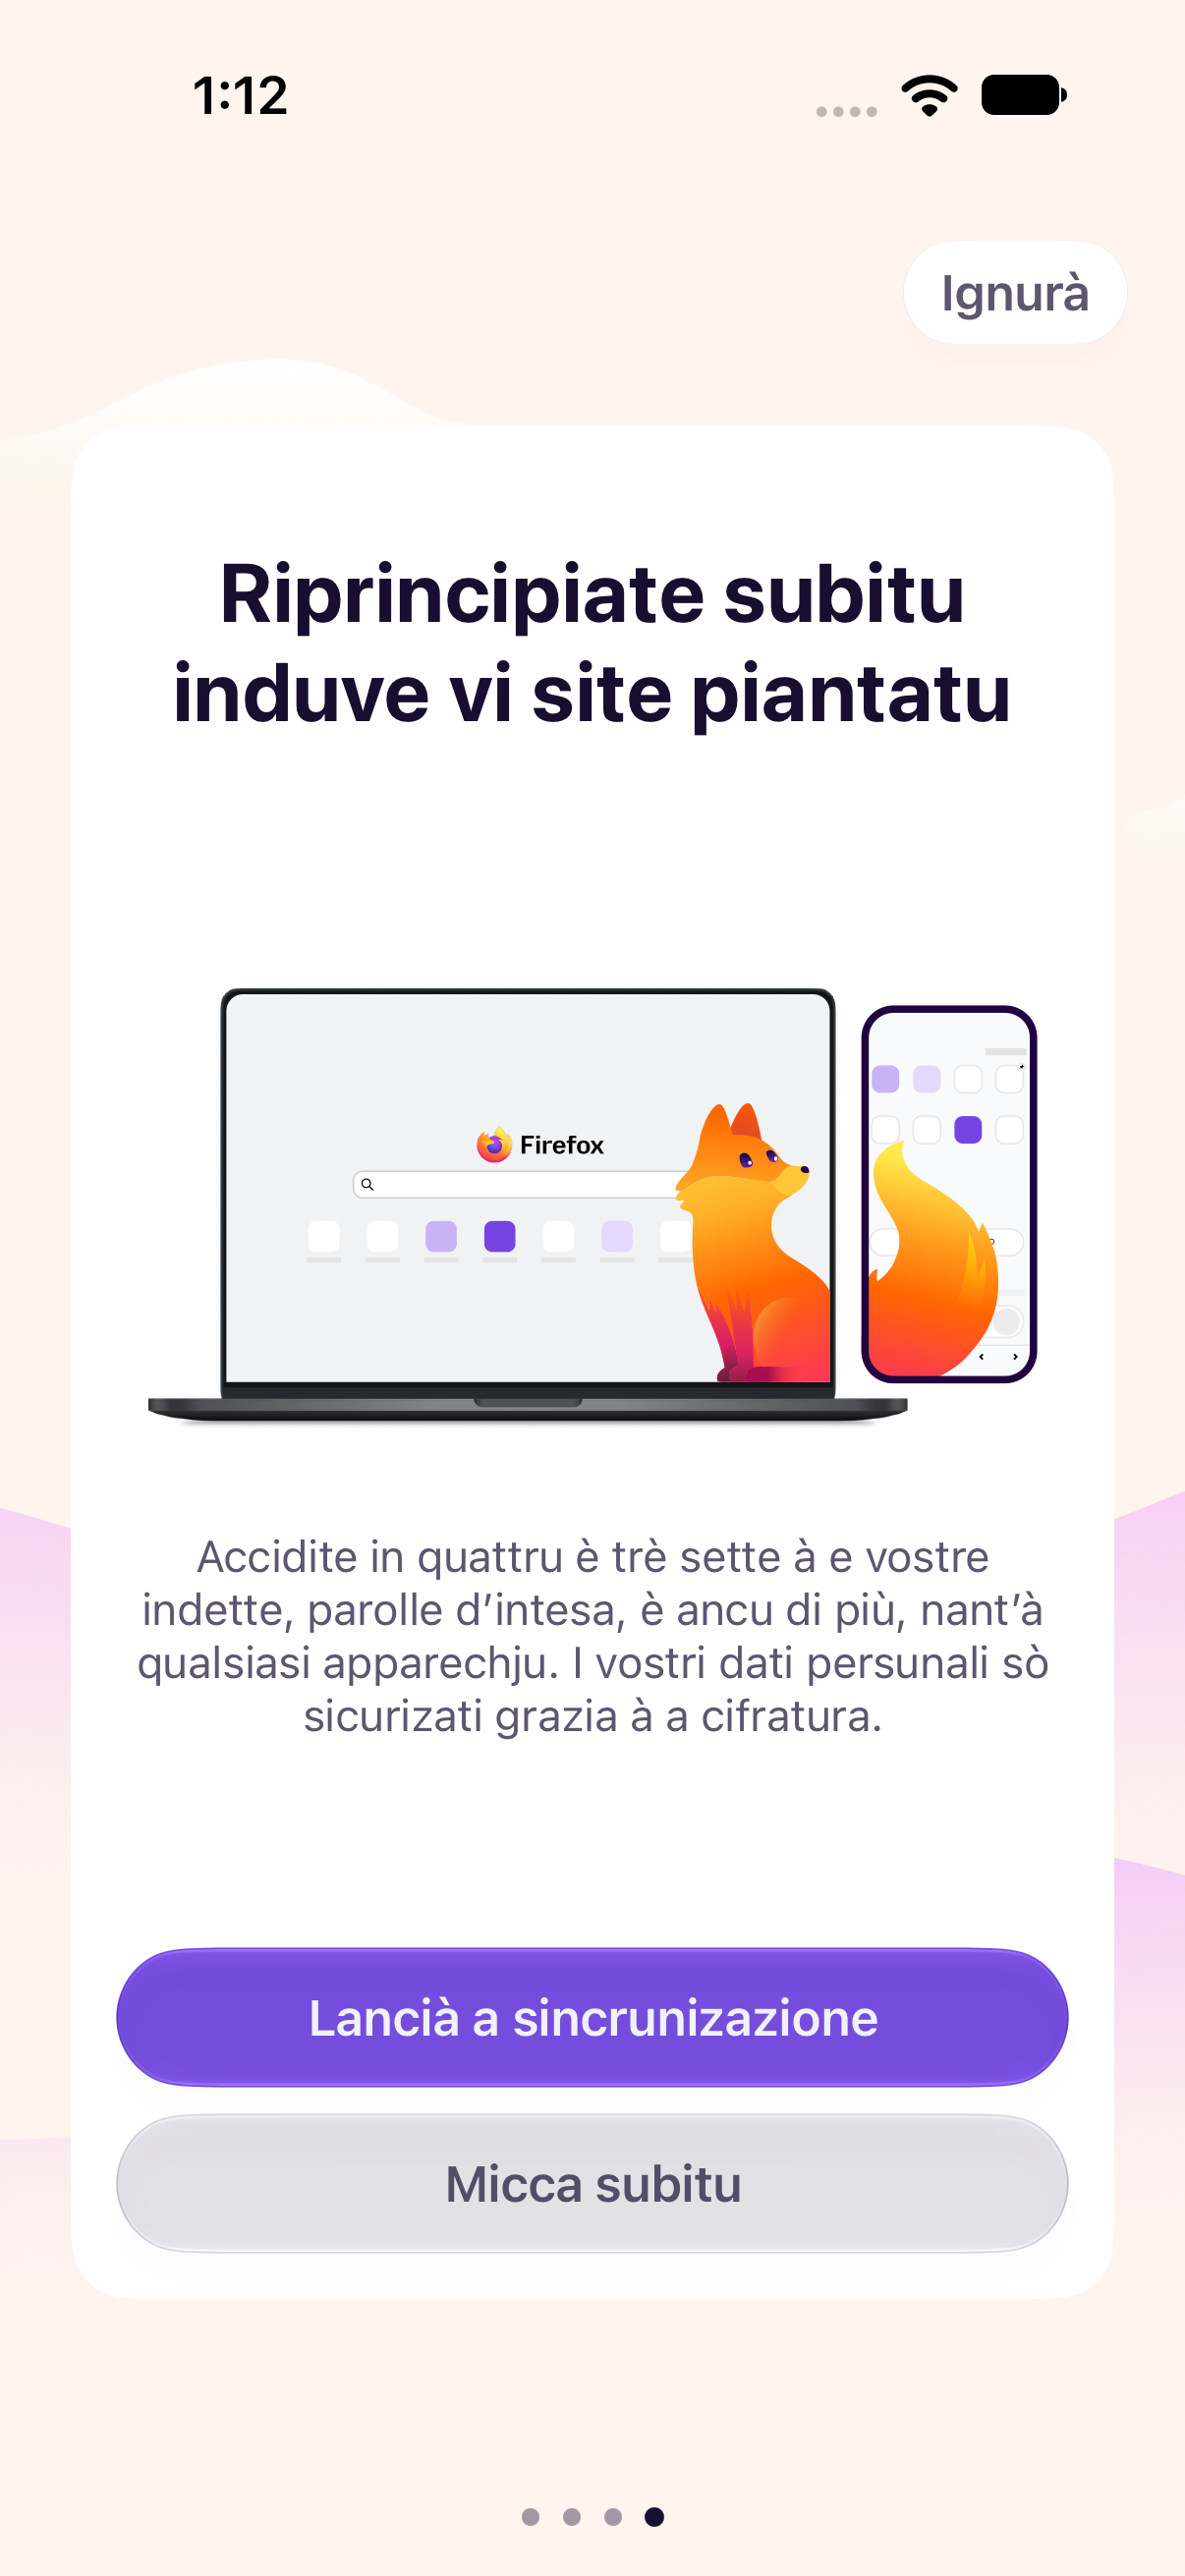 1:12
Ignurà
Riprincipiate subitu
induve vi site piantatu
Firefox
Accidite in quattru è trè sette à e vostre
indette, parolle d’intesa, è ancu di più, nant’à
qualsiasi apparechju. I vostri dati persunali sò
sicurizati grazia à a cifratura.
Lancià a sincrunizazione
Micca subitu